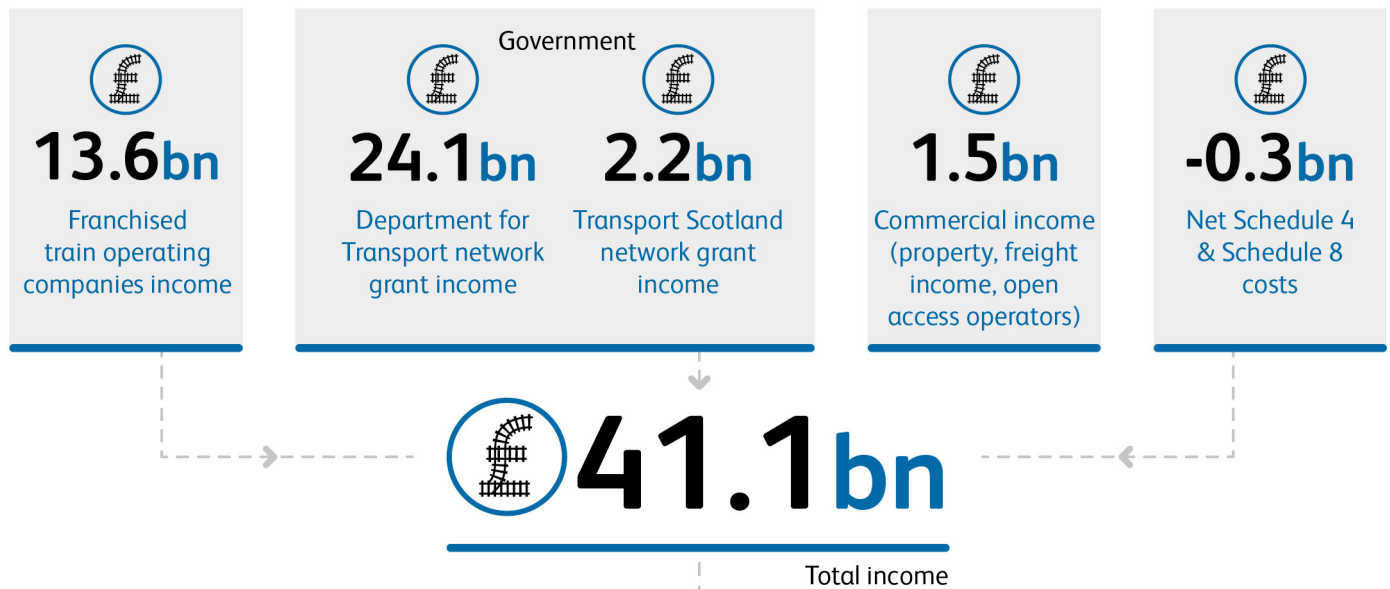 Government
13.6bn
Franchised
train operating
companies income
24.1bn
Department for
Transport network
grant income
2.2bn
Transport Scotland
network grant
income
1.5bn
Commercial income
(property, freight
income, open
access operators)
-0.3bn
Net Schedule 4
& Schedule 8
costs
£41.1bn
Total income